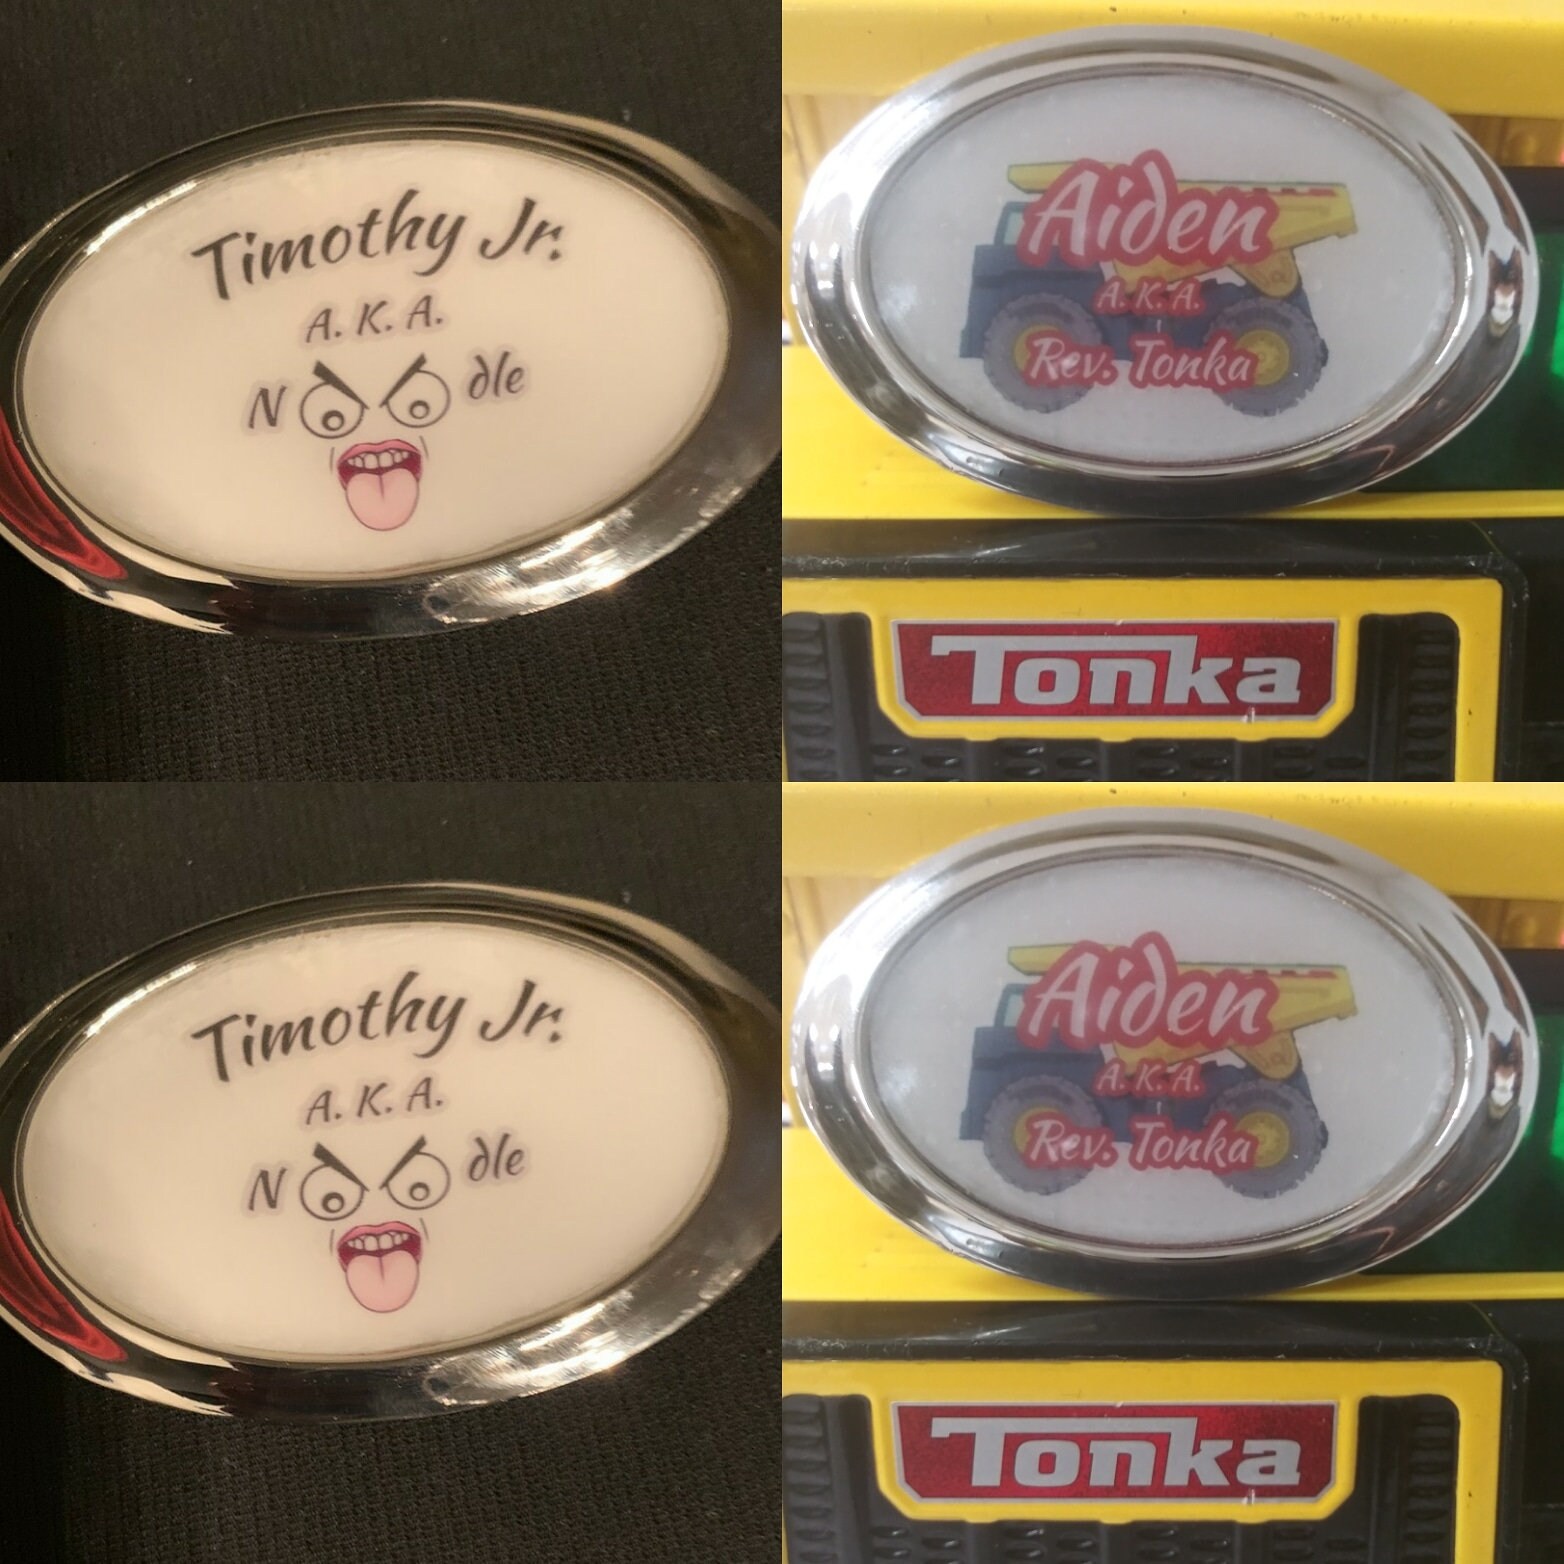 Timothy Jr.
A. K. A.
N dle
Aiden
A. K. A.
Rev. Tonka
Tonka
Timothy Jr.
A. K. A.
N dle
Aiden
A. K. A.
Rev. Tonka
Tonka